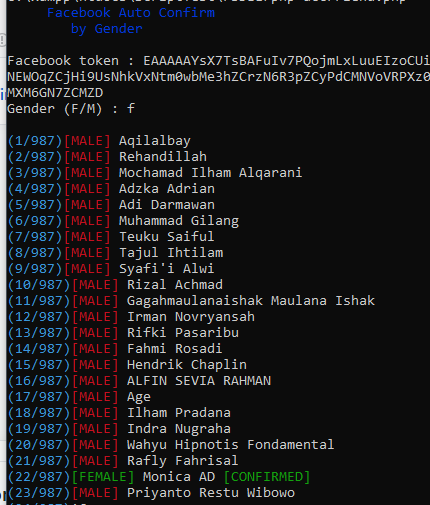 Facebook Auto Confirm
by Gender
Facebook token : EAAAAAYsX7TsBAFuIv7PQojmLxLuuEIzoCUi
NEWOqZCjHi9UsNhkVxNtm0wbMe3hZCrzN6R3pZCyPdCMNVoVRPXz0
MXM6GN7ZCMZD
Gender (F/M) : f
(1/987)[MALE] Aqilalbay
(2/987)[MALE] Rehandillah
(3/987)[MALE] Mochamad Ilham Alqarani
(4/987)[MALE] Adzka Adrian
(5/987)[MALE] Adi Darmawan
(6/987)[MALE] Muhammad Gilang
(7/987)[MALE] Teuku Saiful
(8/987)[MALE] Tajul Ihtilam
(9/987)[MALE] Syafi'i Alwi
(10/987)[MALE] Rizal Achmad
(11/987)[MALE] Gagahmaulanaishak Maulana Ishak
(12/987)[MALE] Irman Novryansah
(13/987)[MALE] Rifki Pasaribu
(14/987)[MALE] Fahmi Rosadi
(15/987)[MALE] Hendrik Chaplin
(16/987)[MALE] ALFIN SEVIA RAHMAN
(17/987)[MALE] Age
(18/987)[MALE] Ilham Pradana
(19/987)[MALE] Indra Nugraha
(20/987)[MALE] Wahyu Hipnotis Fondamental
(21/987)[MALE] Rafly Fahrisal
(22/987)[FEMALE] Monica AD [CONFIRMED]
(23/987)[MALE] Priyanto Restu Wibowo